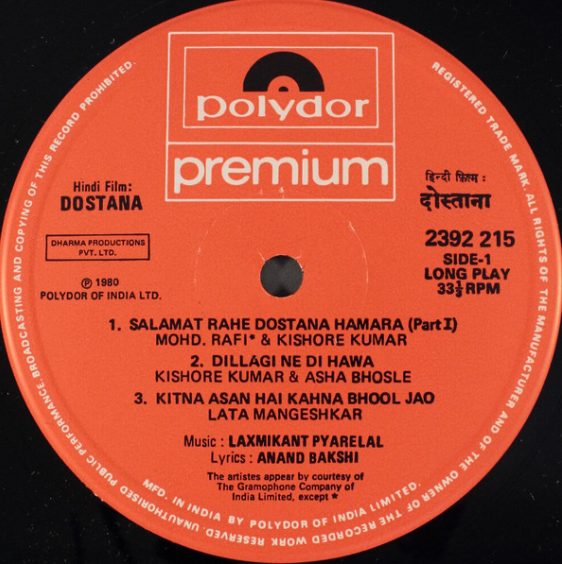 polydor
premium
Hindi Film:
DOSTANA
DHARMA PRODUCTIONS
PVT. LTD.
Ⓟ 1980
POLYDOR OF INDIA LTD.
हिन्दी फ़िल्म :
दोस्ताना
2392 215
SIDE-1
LONG PLAY
33⅓ RPM
1. SALAMAT RAHE DOSTANA HAMARA (Part I)
MOHD. RAFI* & KISHORE KUMAR
2. DILLAGI NE DI HAWA
KISHORE KUMAR & ASHA BHOSLE
3. KITNA ASAN HAI KAHNA BHOOL JAO
LATA MANGESHKAR
Music : LAXMIKANT PYARELAL
Lyrics : ANAND BAKSHI
The artistes appear by courtesy of
The Gramophone Company of
India Limited, except *
MFD. IN INDIA BY POLYDOR OF INDIA LIMITED.
REGISTERED TRADE MARK. ALL RIGHTS OF THE MANUFACTURER AND OF THE OWNER OF THE RECORDED WORK RESERVED. UNAUTHORISED PUBLIC PERFORMANCE, BROADCASTING AND COPYING OF THIS RECORD PROHIBITED.